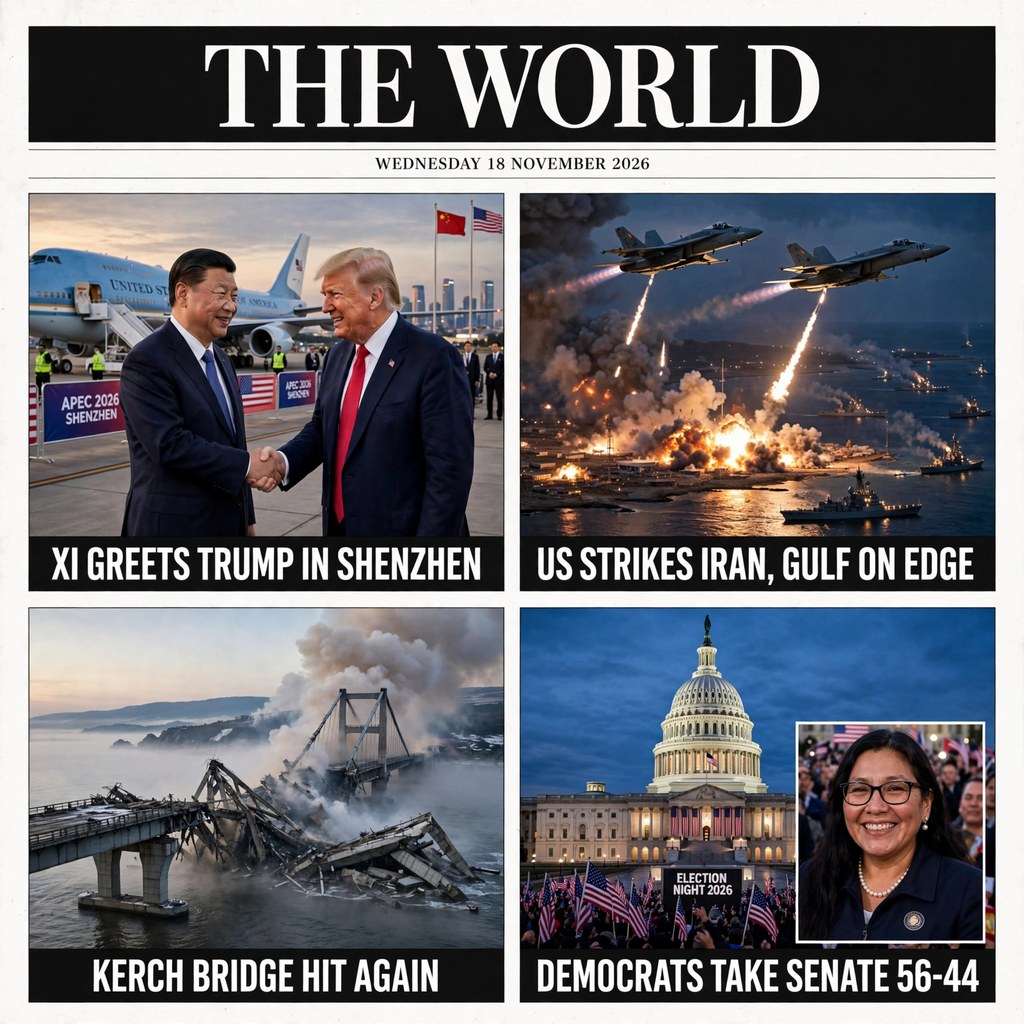 THE WORLD
WEDNESDAY 18 NOVEMBER 2026
UNITED STATES OF AMERICA
APEC 2026
SHENZHEN
APEC 2026
SHENZHEN
XI GREETS TRUMP IN SHENZHEN
US STRIKES IRAN, GULF ON EDGE
KERCH BRIDGE HIT AGAIN
ELECTION
NIGHT 2026
DEMOCRATS TAKE SENATE 56-44